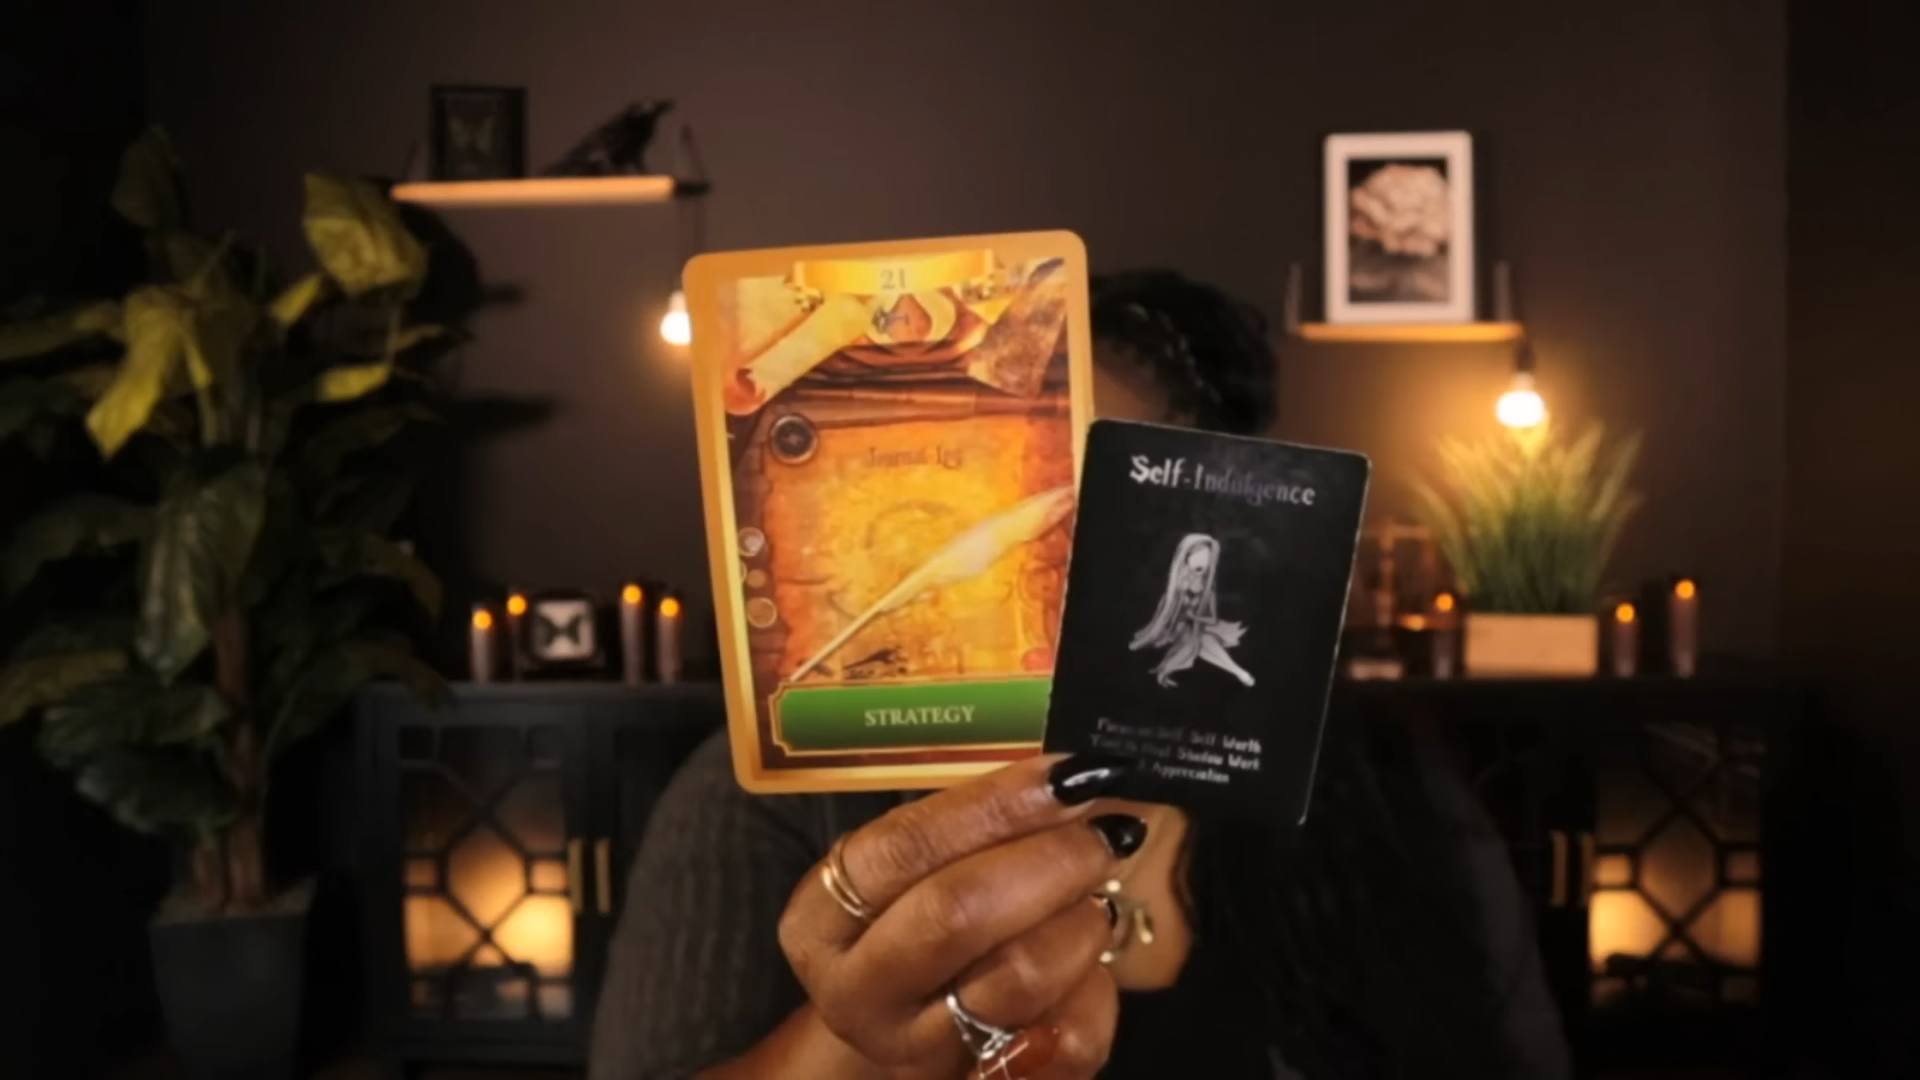 21
Journal Log
STRATEGY
Self-Indulgence
Self Worth
Shadow Work
Appreciation